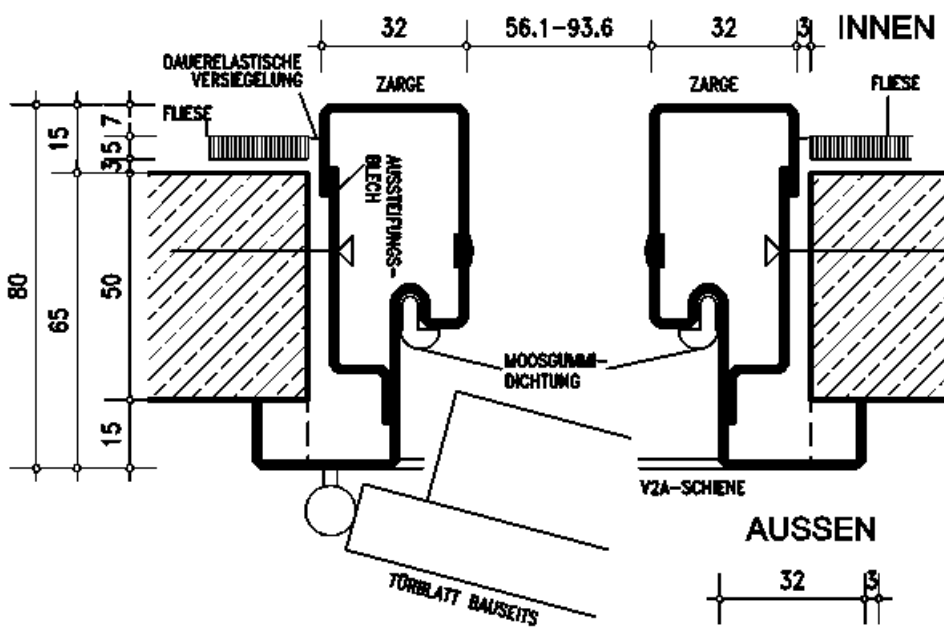 32 56.1-93.6 32 3 INNEN
DAUERELASTISCHE
VERSIEGELUNG
ZARGE ZARGE
FLIESE FLIESE
7
15
5
3
AUSSTEIFUNGS-
BLECH
80
65
50
15
MOOSGUMMI-
DICHTUNG
V2A-SCHIENE
AUSSEN
TÜRBLATT BAUSEITS
32 3